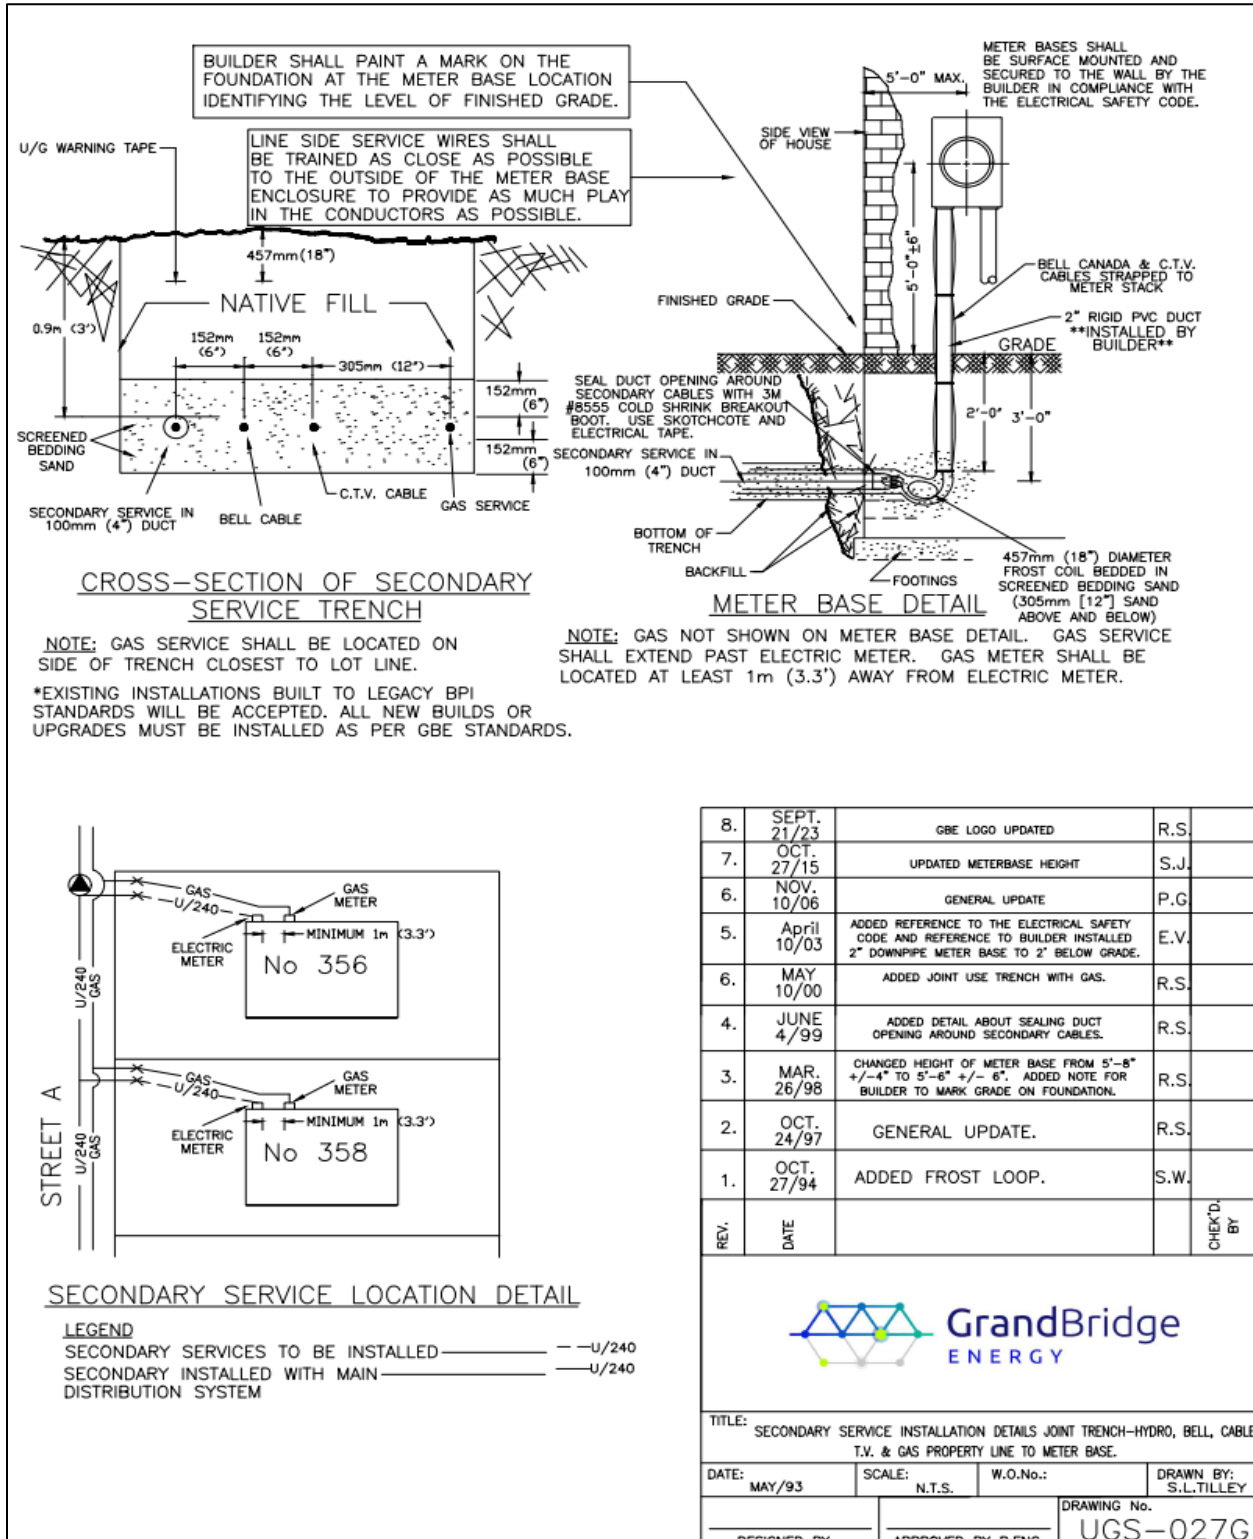 BUILDER SHALL PAINT A MARK ON THE
FOUNDATION AT THE METER BASE LOCATION
IDENTIFYING THE LEVEL OF FINISHED GRADE.
LINE SIDE SERVICE WIRES SHALL
BE TRAINED AS CLOSE AS POSSIBLE
TO THE OUTSIDE OF THE METER BASE
ENCLOSURE TO PROVIDE AS MUCH PLAY
IN THE CONDUCTORS AS POSSIBLE.
U/G WARNING TAPE
457mm(18")
NATIVE FILL
0.9m (3')
152mm
(6")
152mm
(6")
305mm (12")
152mm
(6")
152mm
(6")
SCREENED
BEDDING
SAND
SECONDARY SERVICE IN
100mm (4") DUCT
BELL CABLE
C.T.V. CABLE
GAS SERVICE
CROSS-SECTION OF SECONDARY
SERVICE TRENCH
NOTE: GAS SERVICE SHALL BE LOCATED ON
SIDE OF TRENCH CLOSEST TO LOT LINE.
*EXISTING INSTALLATIONS BUILT TO LEGACY BPI
STANDARDS WILL BE ACCEPTED. ALL NEW BUILDS OR
UPGRADES MUST BE INSTALLED AS PER GBE STANDARDS.
METER BASES SHALL
BE SURFACE MOUNTED AND
SECURED TO THE WALL BY THE
BUILDER IN COMPLIANCE WITH
THE ELECTRICAL SAFETY CODE.
5'-0" MAX.
SIDE VIEW
OF HOUSE
5'-0"±6"
BELL CANADA & C.T.V.
CABLES STRAPPED TO
METER STACK
2" RIGID PVC DUCT
**INSTALLED BY
BUILDER**
FINISHED GRADE
GRADE
SEAL DUCT OPENING AROUND
SECONDARY CABLES WITH 3M
#8555 COLD SHRINK BREAKOUT
BOOT. USE SKOTCHCOTE AND
ELECTRICAL TAPE.
2'-0"
3'-0"
SECONDARY SERVICE IN
100mm (4") DUCT
BOTTOM OF
TRENCH
BACKFILL
FOOTINGS
457mm (18") DIAMETER
FROST COIL BEDDED IN
SCREENED BEDDING SAND
(305mm [12"] SAND
ABOVE AND BELOW)
METER BASE DETAIL
NOTE: GAS NOT SHOWN ON METER BASE DETAIL. GAS SERVICE
SHALL EXTEND PAST ELECTRIC METER. GAS METER SHALL BE
LOCATED AT LEAST 1m (3.3') AWAY FROM ELECTRIC METER.
GAS
U/240
GAS
METER
ELECTRIC
METER
MINIMUM 1m (3.3')
No 356
U/240
GAS
GAS
U/240
GAS
METER
ELECTRIC
METER
MINIMUM 1m (3.3')
No 358
U/240
GAS
STREET A
SECONDARY SERVICE LOCATION DETAIL
LEGEND
SECONDARY SERVICES TO BE INSTALLED U/240
SECONDARY INSTALLED WITH MAIN U/240
DISTRIBUTION SYSTEM
8. SEPT. 21/23 GBE LOGO UPDATED R.S.
7. OCT. 27/15 UPDATED METERBASE HEIGHT S.J.
6. NOV. 10/06 GENERAL UPDATE P.G
5. April 10/03 ADDED REFERENCE TO THE ELECTRICAL SAFETY
CODE AND REFERENCE TO BUILDER INSTALLED E.V.
2" DOWNPIPE METER BASE TO 2' BELOW GRADE.
6. MAY 10/00 ADDED JOINT USE TRENCH WITH GAS. R.S.
4. JUNE 4/99 ADDED DETAIL ABOUT SEALING DUCT
OPENING AROUND SECONDARY CABLES. R.S.
3. MAR. 26/98 CHANGED HEIGHT OF METER BASE FROM 5'-8"
+/-4" TO 5'-6" +/- 6". ADDED NOTE FOR R.S.
BUILDER TO MARK GRADE ON FOUNDATION.
2. OCT. 24/97 GENERAL UPDATE. R.S.
1. OCT. 27/94 ADDED FROST LOOP. S.W.
REV. DATE CHEK'D. BY
GrandBridge
ENERGY
TITLE: SECONDARY SERVICE INSTALLATION DETAILS JOINT TRENCH-HYDRO, BELL, CABLE
T.V. & GAS PROPERTY LINE TO METER BASE.
DATE: MAY/93
SCALE: N.T.S.
W.O.No.:
DRAWN BY: S.L.TILLEY
DRAWING No.
UGS-027G
DESIGNED BY
APPROVED BY P.ENG